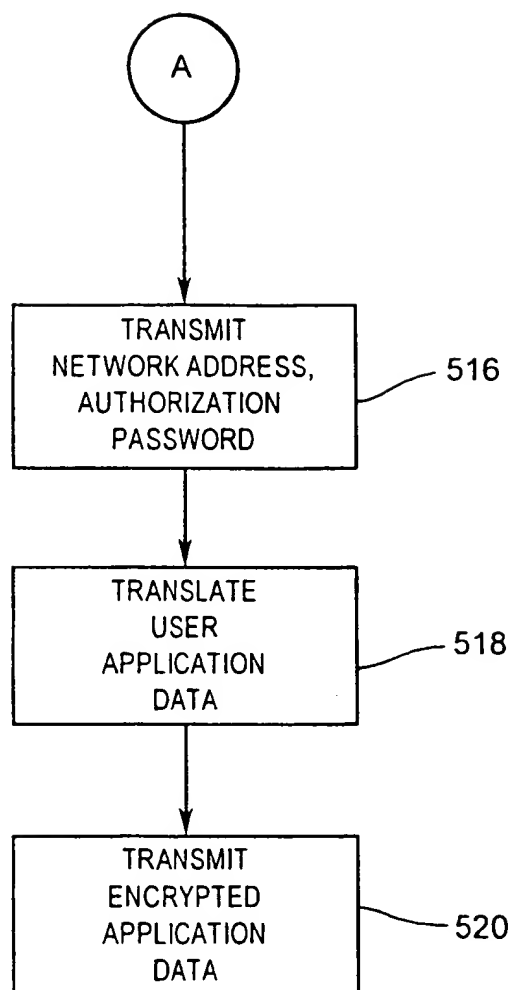 A
TRANSMIT
NETWORK ADDRESS,
AUTHORIZATION
PASSWORD
516
TRANSLATE
USER
APPLICATION
DATA
518
TRANSMIT
ENCRYPTED
APPLICATION
DATA
520